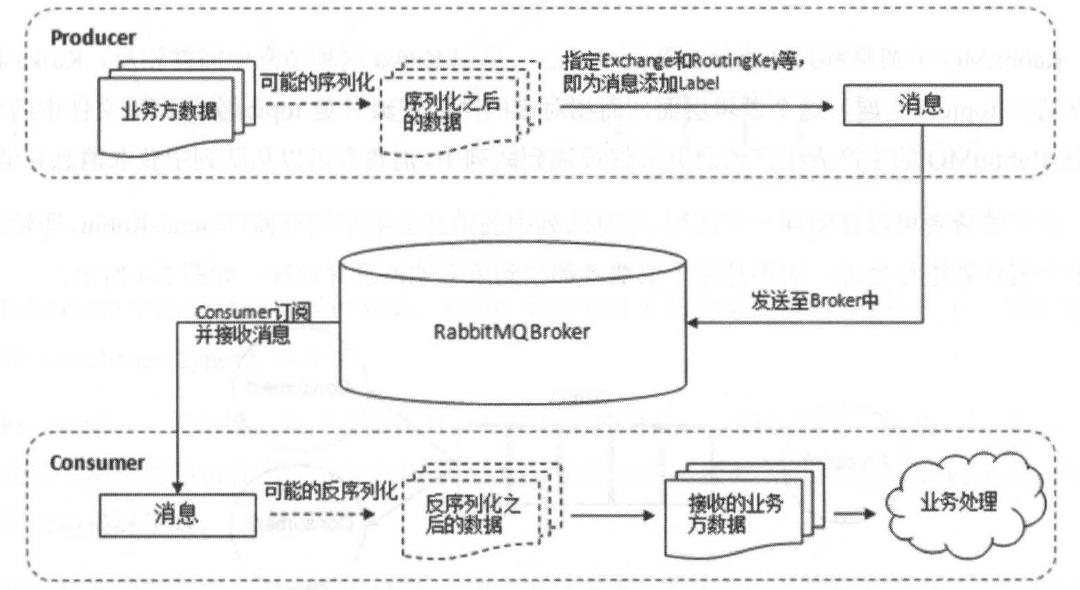 Producer
业务方数据
可能的序列化
序列化之后
的数据
指定Exchange和RoutingKey等,
即为消息添加Label
消息
发送至Broker中
RabbitMQ Broker
Consumer订阅
并接收消息
Consumer
消息
可能的反序列化
反序列化之
后的数据
接收的业务
方数据
业务处理